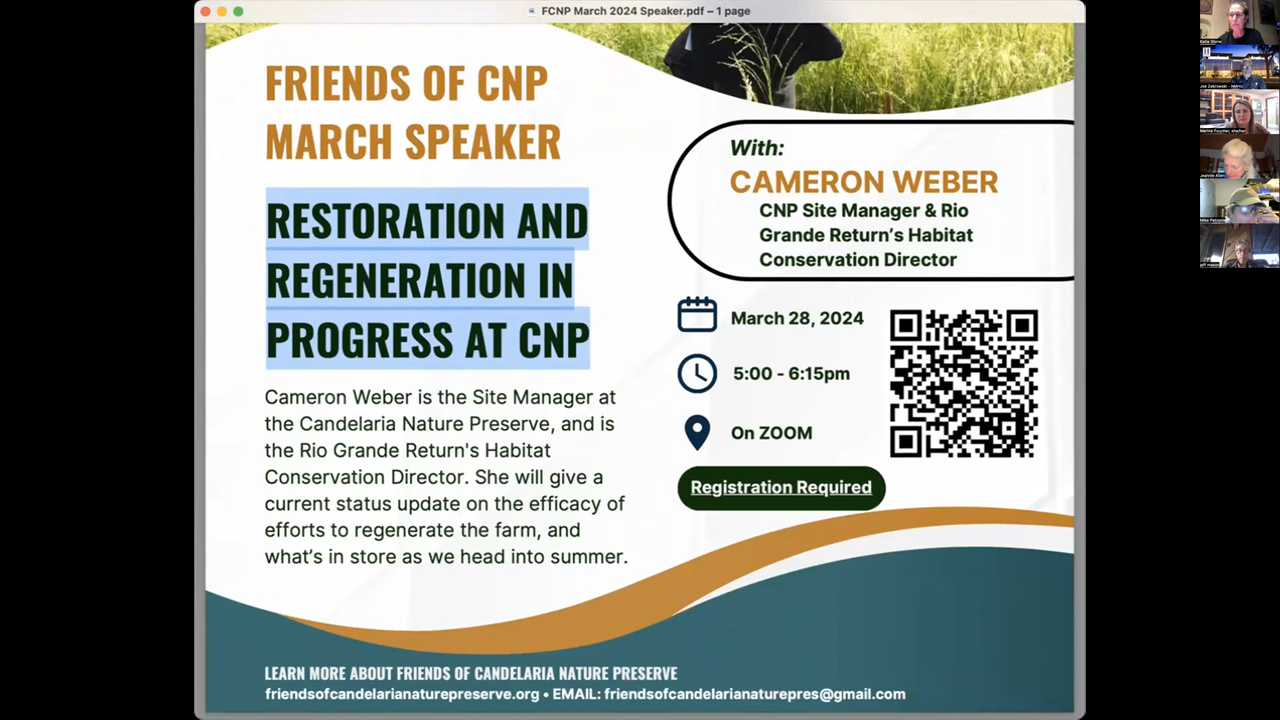 FCNP March 2024 Speaker.pdf – 1 page
FRIENDS OF CNP
MARCH SPEAKER
RESTORATION AND
REGENERATION IN
PROGRESS AT CNP
Cameron Weber is the Site Manager at
the Candelaria Nature Preserve, and is
the Rio Grande Return's Habitat
Conservation Director. She will give a
current status update on the efficacy of
efforts to regenerate the farm, and
what's in store as we head into summer.
With:
CAMERON WEBER
CNP Site Manager & Rio
Grande Return's Habitat
Conservation Director
March 28, 2024
5:00 - 6:15pm
On ZOOM
Registration Required
LEARN MORE ABOUT FRIENDS OF CANDELARIA NATURE PRESERVE
friendsofcandelarianaturepreserve.org • EMAIL: friendsofcandelarianaturepres@gmail.com